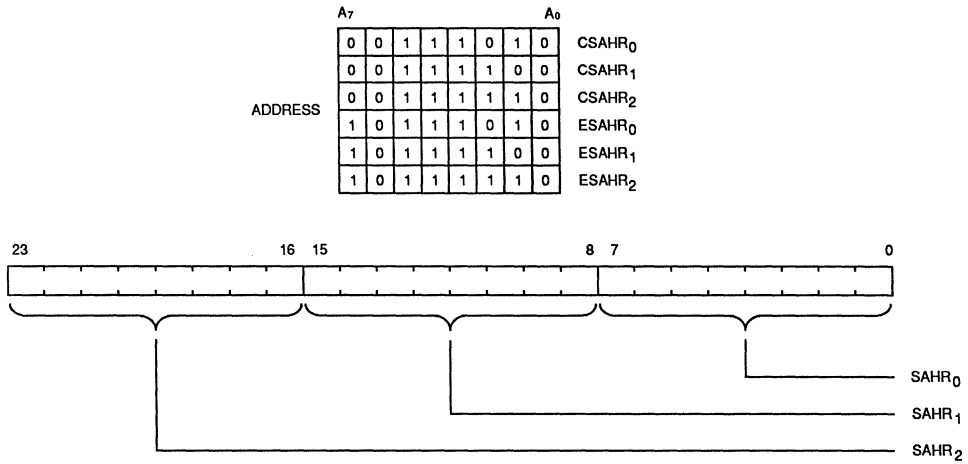 A7 A0
0 0 1 1 1 0 1 0 CSAHR0
0 0 1 1 1 1 0 0 CSAHR1
0 0 1 1 1 1 1 0 CSAHR2
ADDRESS
1 0 1 1 1 0 1 0 ESAHR0
1 0 1 1 1 1 0 0 ESAHR1
1 0 1 1 1 1 1 0 ESAHR2
23 16 15 8 7 0
SAHR0
SAHR1
SAHR2